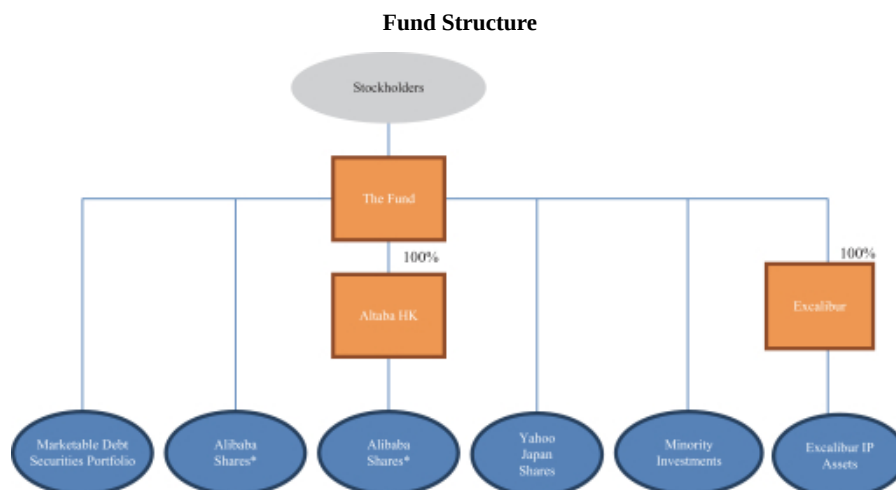 Fund Structure
Stockholders
The Fund
100%
100%
Altaba HK
Excalibur
Marketable Debt
Securities Portfolio
Alibaba
Shares*
Alibaba
Shares*
Yahoo
Japan
Shares
Minority
Investments
Excalibur IP
Assets